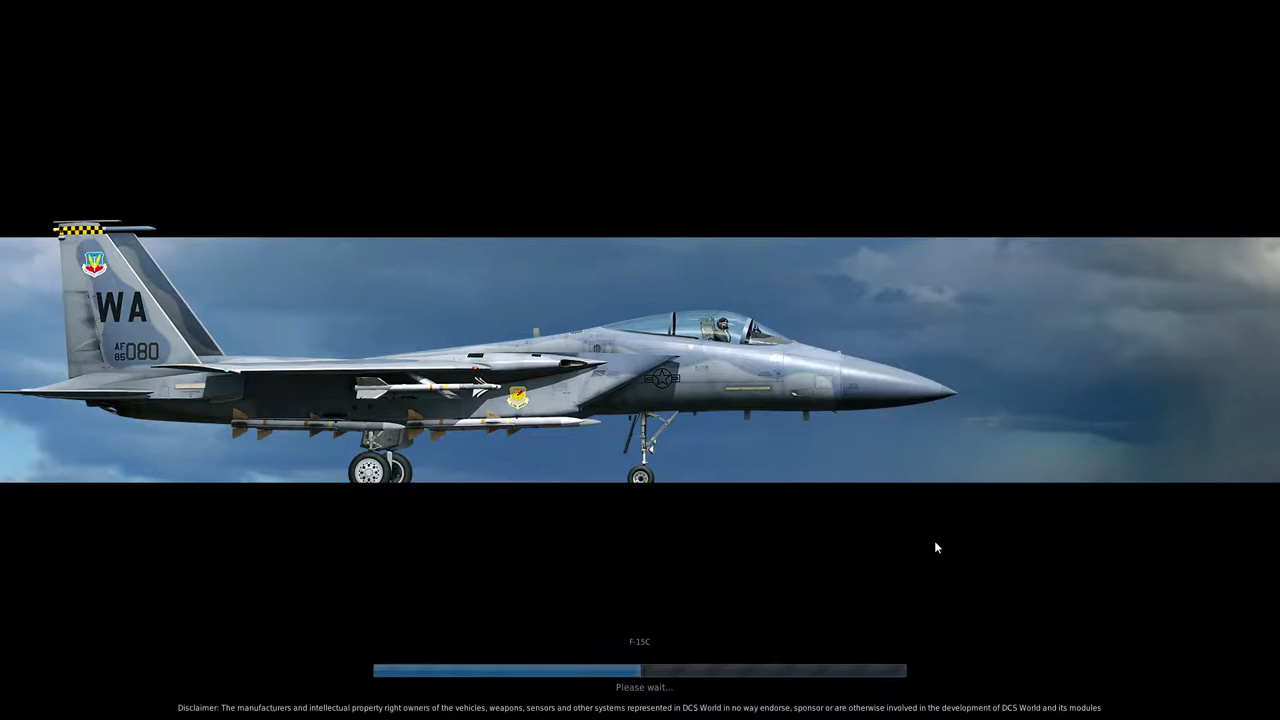 WA
AF
85 080
F-15C
Please wait...
Disclaimer: The manufacturers and intellectual property right owners of the vehicles, weapons, sensors and other systems represented in DCS World in no way endorse, sponsor or are otherwise involved in the development of DCS World and its modules